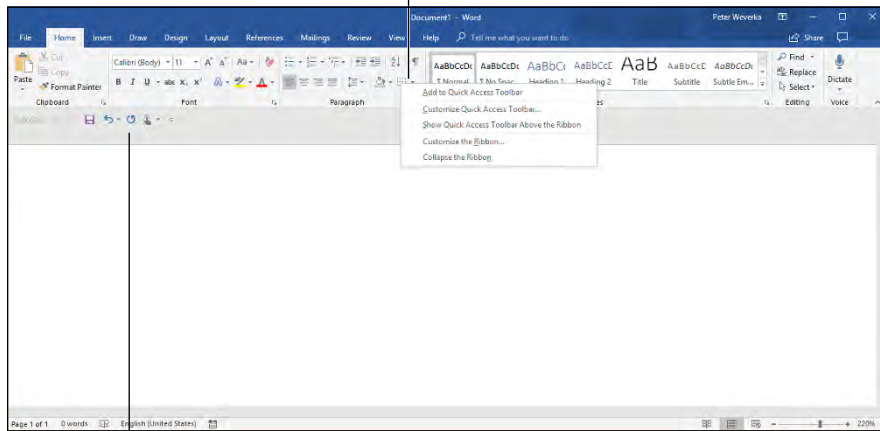 Document1 - Word Peter Weverka
File Home Insert Draw Design Layout References Mailings Review View Help Tell me what you want to do Share
Cut Calibri (Body) 11 Aa AaBbCcDc AaBbCcDc AaBbCc AaBbCcE AaB AaBbCcE AaBbCcDc Find
Paste Copy Replace Dictate
Format Painter B I U abc X, X' A ¶ Normal ¶ No Spac... Heading 1 Heading 2 Title Subtitle Subtle Em... Select
Clipboard Font Paragraph es Editing Voice
Add to Quick Access Toolbar
Customize Quick Access Toolbar...
Show Quick Access Toolbar Above the Ribbon
Customize the Ribbon...
Collapse the Ribbon
Page 1 of 1 0 words English (United States) 220%